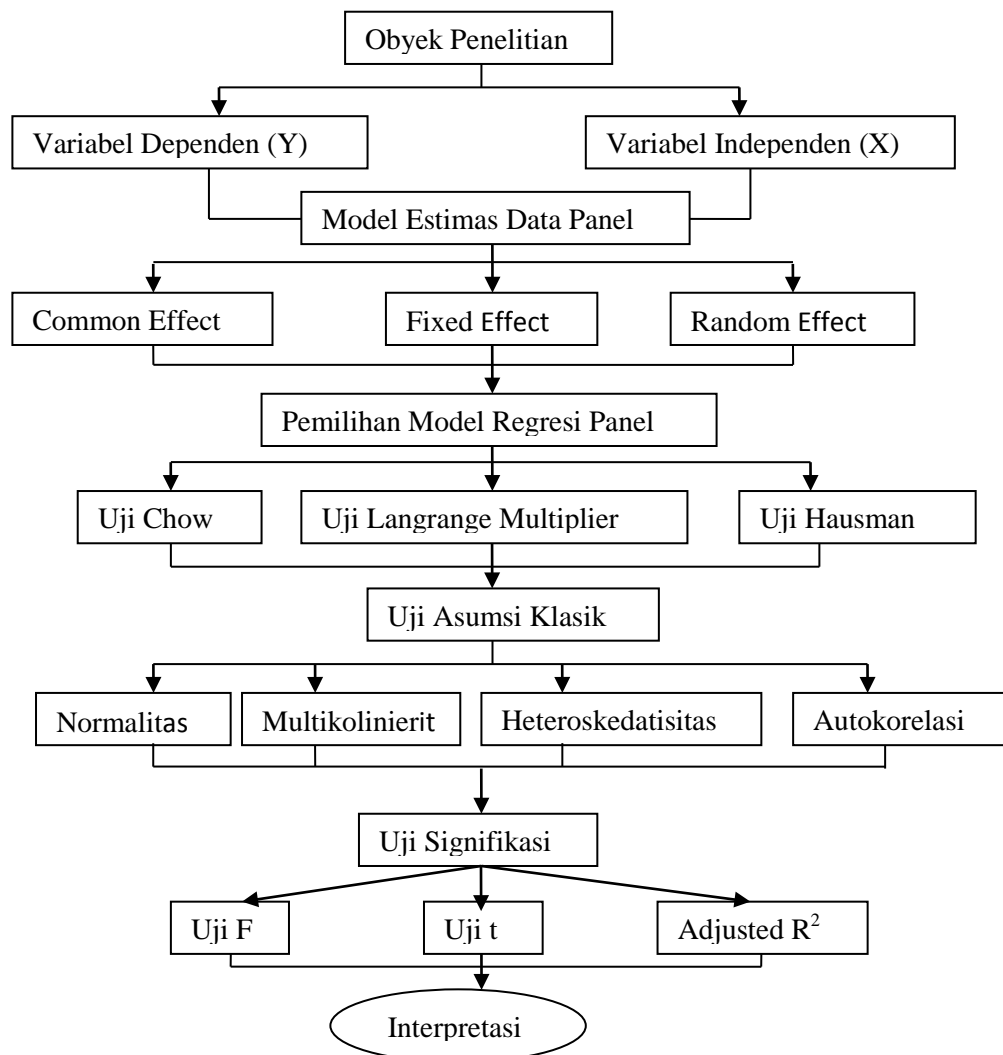 Obyek Penelitian
Variabel Dependen (Y)
Variabel Independen (X)
Model Estimas Data Panel
Common Effect
Fixed Effect
Random Effect
Pemilihan Model Regresi Panel
Uji Chow
Uji Langrange Multiplier
Uji Hausman
Uji Asumsi Klasik
Normalitas
Multikolinierit
Heteroskedatisitas
Autokorelasi
Uji Signifikasi
Uji F
Uji t
Adjusted R²
Interpretasi